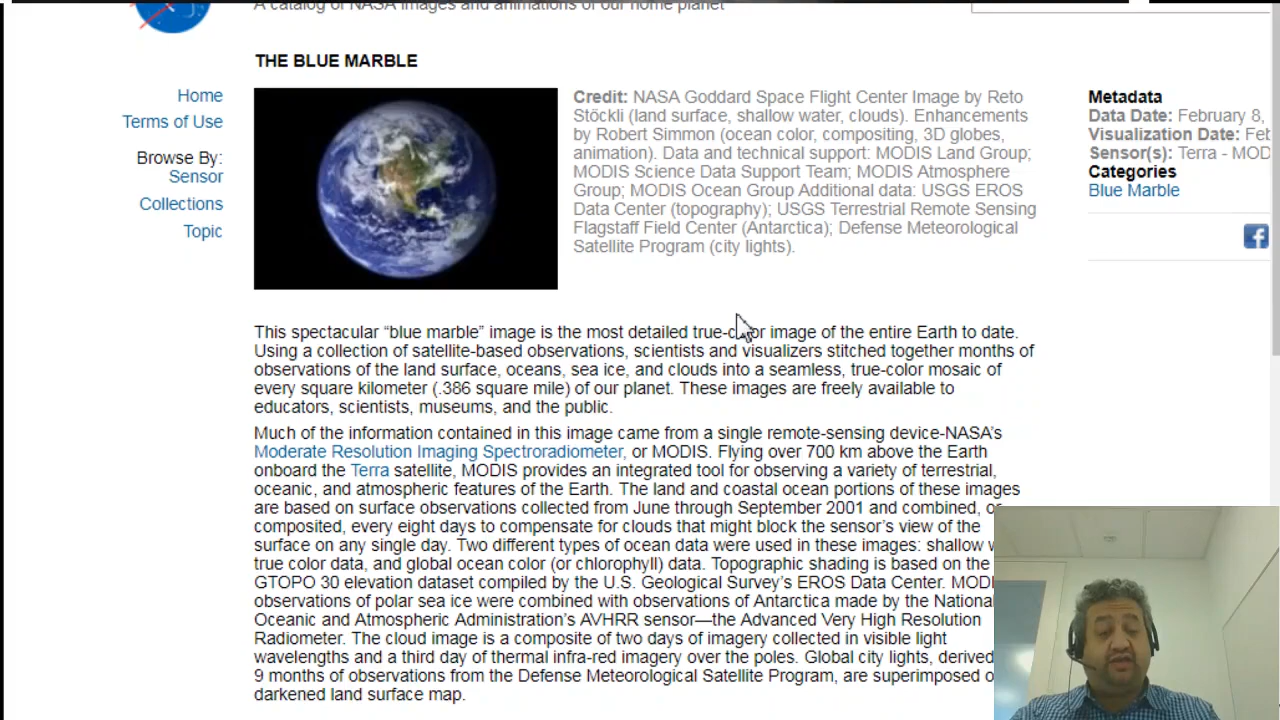 A catalog of NASA images and animations of our home planet
THE BLUE MARBLE
Home
Terms of Use
Browse By:
Sensor
Collections
Topic
Credit: NASA Goddard Space Flight Center Image by Reto
Stöckli (land surface, shallow water, clouds). Enhancements
by Robert Simmon (ocean color, compositing, 3D globes,
animation). Data and technical support: MODIS Land Group;
MODIS Science Data Support Team; MODIS Atmosphere
Group; MODIS Ocean Group Additional data: USGS EROS
Data Center (topography); USGS Terrestrial Remote Sensing
Flagstaff Field Center (Antarctica); Defense Meteorological
Satellite Program (city lights).
Metadata
Data Date: February 8,
Visualization Date: Feb
Sensor(s): Terra - MOD
Categories
Blue Marble
This spectacular “blue marble” image is the most detailed true-color image of the entire Earth to date.
Using a collection of satellite-based observations, scientists and visualizers stitched together months of
observations of the land surface, oceans, sea ice, and clouds into a seamless, true-color mosaic of
every square kilometer (.386 square mile) of our planet. These images are freely available to
educators, scientists, museums, and the public.
Much of the information contained in this image came from a single remote-sensing device-NASA’s
Moderate Resolution Imaging Spectroradiometer, or MODIS. Flying over 700 km above the Earth
onboard the Terra satellite, MODIS provides an integrated tool for observing a variety of terrestrial,
oceanic, and atmospheric features of the Earth. The land and coastal ocean portions of these images
are based on surface observations collected from June through September 2001 and combined, or
composited, every eight days to compensate for clouds that might block the sensor’s view of the
surface on any single day. Two different types of ocean data were used in these images: shallow
true color data, and global ocean color (or chlorophyll) data. Topographic shading is based on the
GTOPO 30 elevation dataset compiled by the U.S. Geological Survey’s EROS Data Center. MODI
observations of polar sea ice were combined with observations of Antarctica made by the National
Oceanic and Atmospheric Administration’s AVHRR sensor—the Advanced Very High Resolution
Radiometer. The cloud image is a composite of two days of imagery collected in visible light
wavelengths and a third day of thermal infra-red imagery over the poles. Global city lights, derived
9 months of observations from the Defense Meteorological Satellite Program, are superimposed
darkened land surface map.